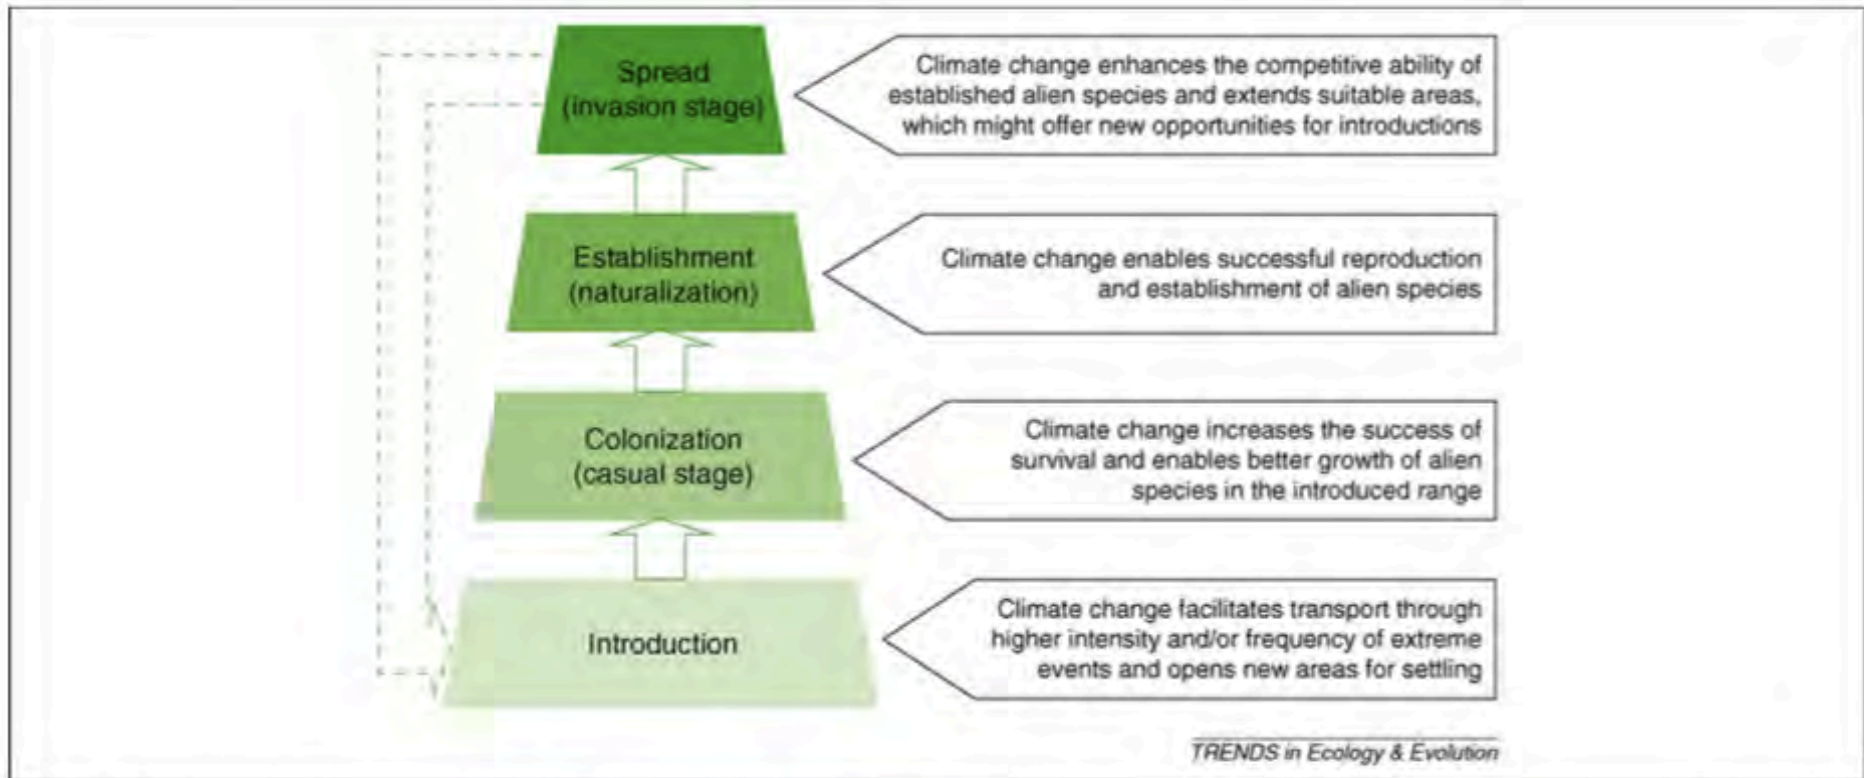 Spread
(invasion stage)
Climate change enhances the competitive ability of
established alien species and extends suitable areas,
which might offer new opportunities for introductions
Establishment
(naturalization)
Climate change enables successful reproduction
and establishment of alien species
Colonization
(casual stage)
Climate change increases the success of
survival and enables better growth of alien
species in the introduced range
Introduction
Climate change facilitates transport through
higher intensity and/or frequency of extreme
events and opens new areas for settling
TRENDS in Ecology & Evolution